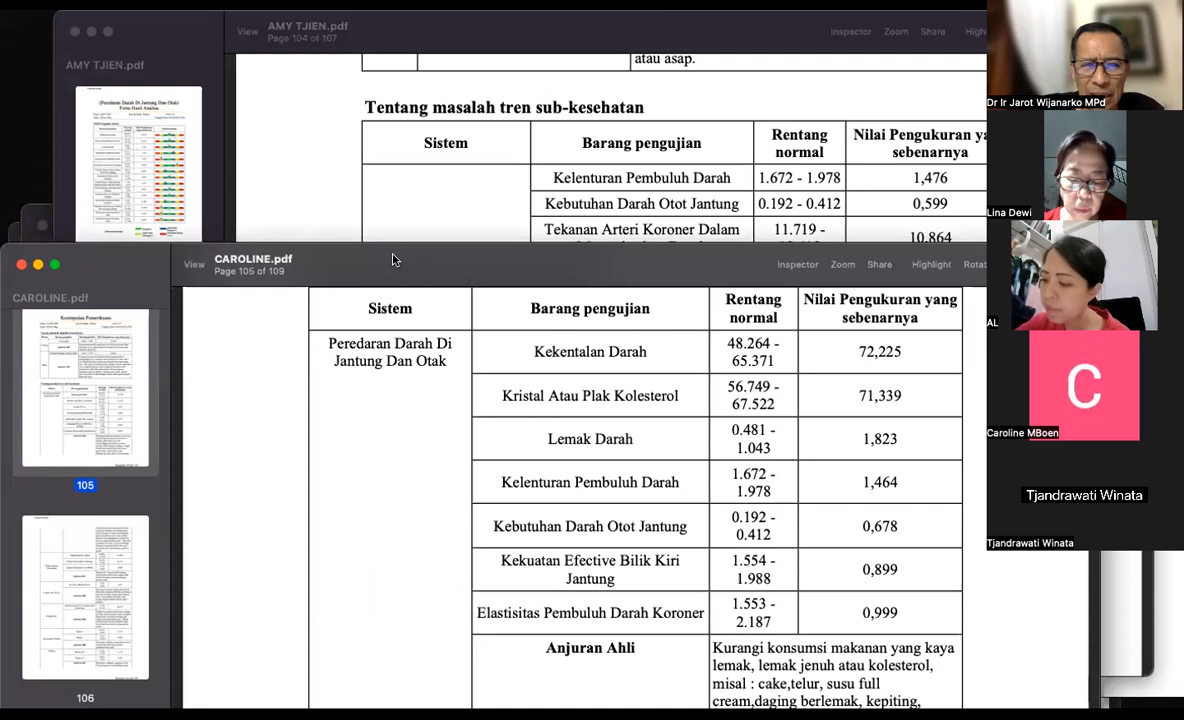 View
AMY TJIEN.pdf
Page 104 of 107
Inspector
Zoom
Share
Highl
AMY TJIEN.pdf
(Peredaran Darah Di Jantung Dan Otak)
atau asap.
Tentang masalah tren sub-kesehatan
Sistem
Barang pengujian
Rentang
normal
Nilai Pengukuran ya
sebenarnya
Kelenturan Pembuluh Darah
1.672 - 1.978
1,476
Kebutuhan Darah Otot Jantung
0.192 - 0.412
0,599
Tekanan Arteri Koroner Dalam
11.719 -
10.864
View
CAROLINE.pdf
Page 105 of 109
Inspector
Zoom
Share
Highlight
Rotat
CAROLINE.pdf
105
106
Sistem
Barang pengujian
Rentang
normal
Nilai Pengukuran yang
sebenarnya
Peredaran Darah Di
Jantung Dan Otak
Kekentalan Darah
48.264 -
65.371
72,225
Kristal Atau Plak Kolesterol
56.749 -
67.522
71,339
Lemak Darah
0.481 -
1.043
1,823
Kelenturan Pembuluh Darah
1.672 -
1.978
1,464
Kebutuhan Darah Otot Jantung
0.192 -
0.412
0,678
Kekuatan Efective Bilik Kiri
Jantung
1.554 -
1.988
0,899
Elastisitas Pembuluh Darah Koroner
1.553 -
2.187
0,999
Anjuran Ahli
Kurangi konsumsi makanan yang kaya
lemak, lemak jenuh atau kolesterol,
misal : cake,telur, susu full
cream,daging berlemak, kepiting,
Dr Ir Jarot Wijanarko MPd
Lina Dewi
AL
C
Caroline MBoen
Tjandrawati Winata
Tjandrawati Winata